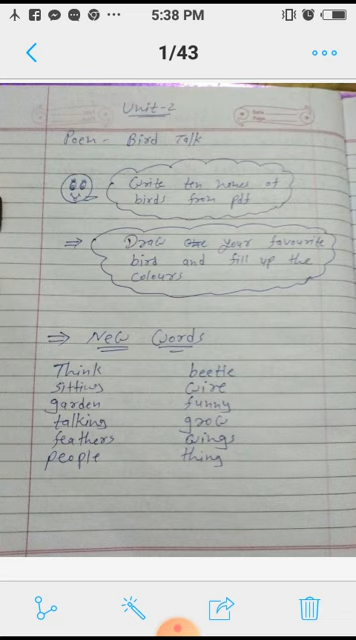 5:38 PM
1/43
Unit-2
Poem - Bird Talk
Write ten names of
birds from pdf
⇒ Draw one your favourite
bird and fill up the
colours
⇒ New Words
Think beetle
sitting wire
garden funny
talking grow
feathers wings
people thing